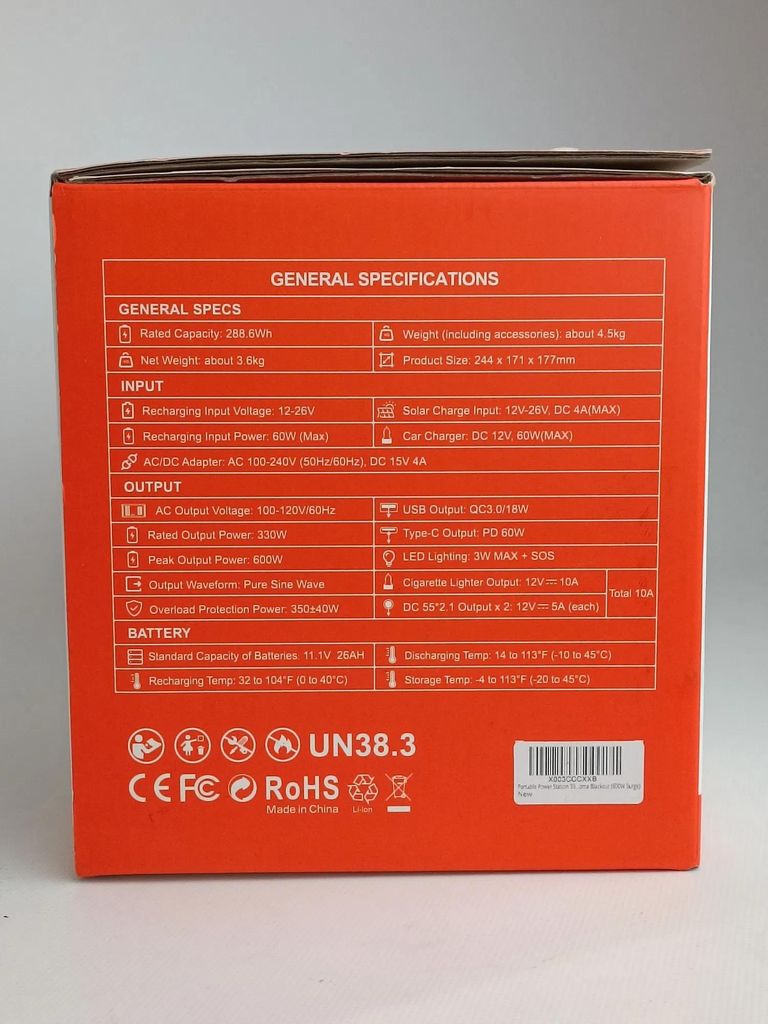 GENERAL SPECIFICATIONS
GENERAL SPECS
Rated Capacity: 288.6Wh
Weight (including accessories): about 4.5kg
Net Weight: about 3.6kg
Product Size: 244 x 171 x 177mm
INPUT
Recharging Input Voltage: 12-26V
Solar Charge Input: 12V-26V, DC 4A(MAX)
Recharging Input Power: 60W (Max)
Car Charger: DC 12V, 60W(MAX)
AC/DC Adapter: AC 100-240V (50Hz/60Hz), DC 15V 4A
OUTPUT
AC Output Voltage: 100-120V/60Hz
USB Output: QC3.0/18W
Rated Output Power: 330W
Type-C Output: PD 60W
Peak Output Power: 600W
LED Lighting: 3W MAX + SOS
Output Waveform: Pure Sine Wave
Cigarette Lighter Output: 12V⎓ 10A
Total 10A
Overload Protection Power: 350±40W
DC 55*2.1 Output x 2: 12V⎓ 5A (each)
BATTERY
Standard Capacity of Batteries: 11.1V 26AH
Discharging Temp: 14 to 113°F (-10 to 45°C)
Recharging Temp: 32 to 104°F (0 to 40°C)
Storage Temp: -4 to 113°F (-20 to 45°C)
UN38.3
CE FC RoHS
Made in China
Li-ion
Portable Power Station Blackout (600W Surge)
New